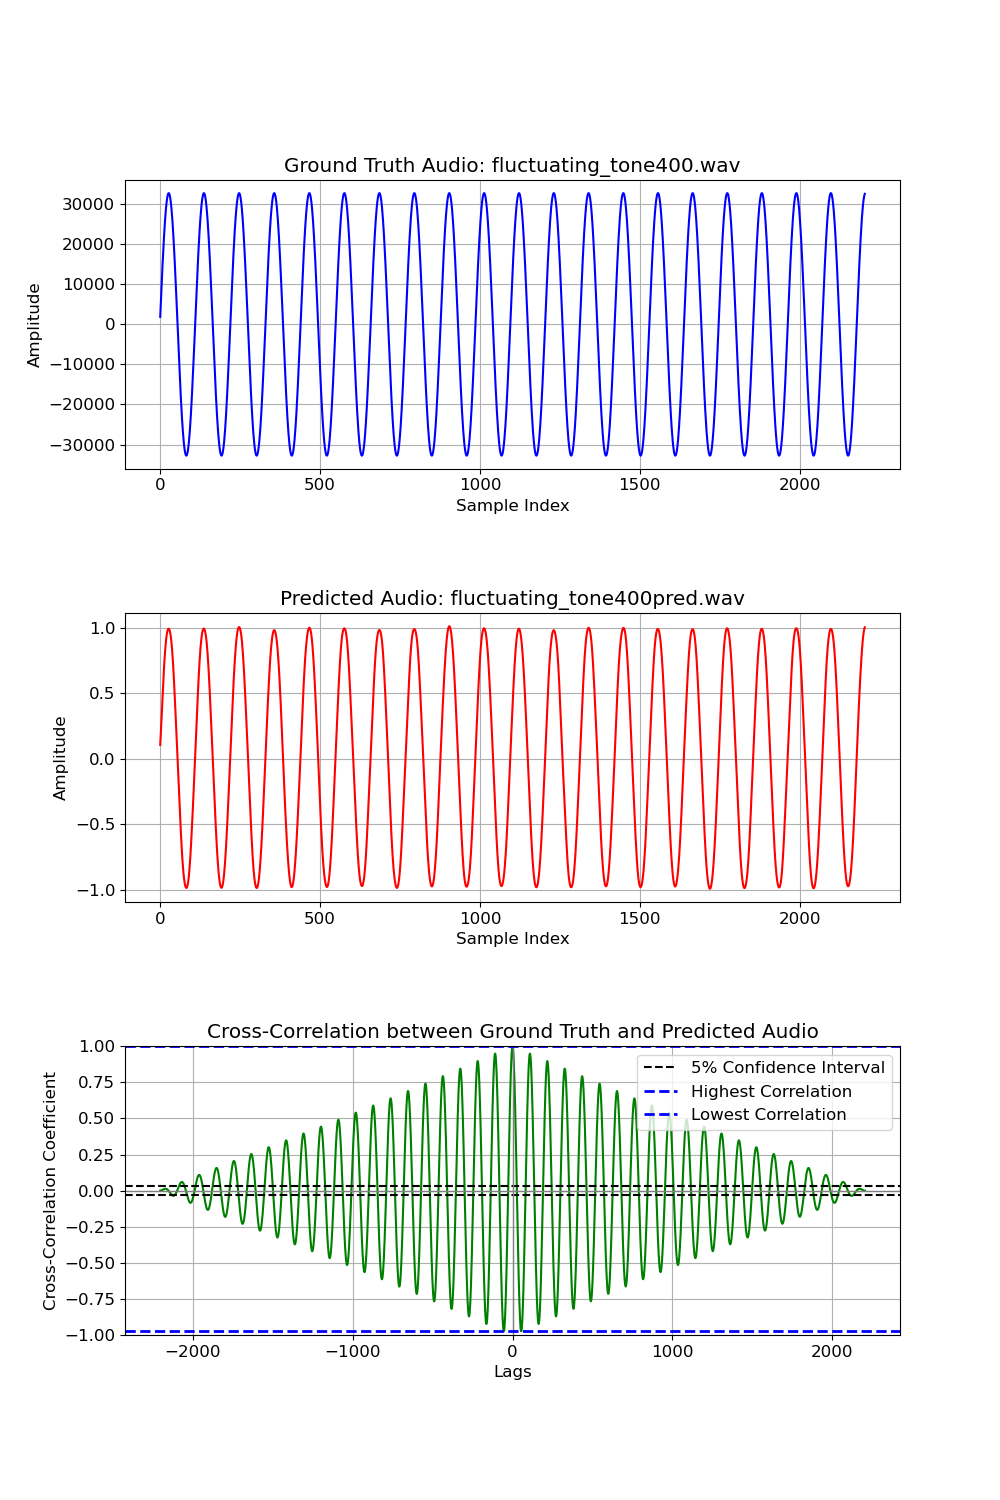 Ground Truth Audio: fluctuating_tone400.wav
30000
20000
10000
0
−10000
−20000
−30000
Amplitude
0 500 1000 1500 2000
Sample Index
Predicted Audio: fluctuating_tone400pred.wav
1.0
0.5
0.0
−0.5
−1.0
Amplitude
0 500 1000 1500 2000
Sample Index
Cross-Correlation between Ground Truth and Predicted Audio
1.00
0.75
0.50
0.25
0.00
−0.25
−0.50
−0.75
−1.00
Cross-Correlation Coefficient
5% Confidence Interval
Highest Correlation
Lowest Correlation
−2000 −1000 0 1000 2000
Lags